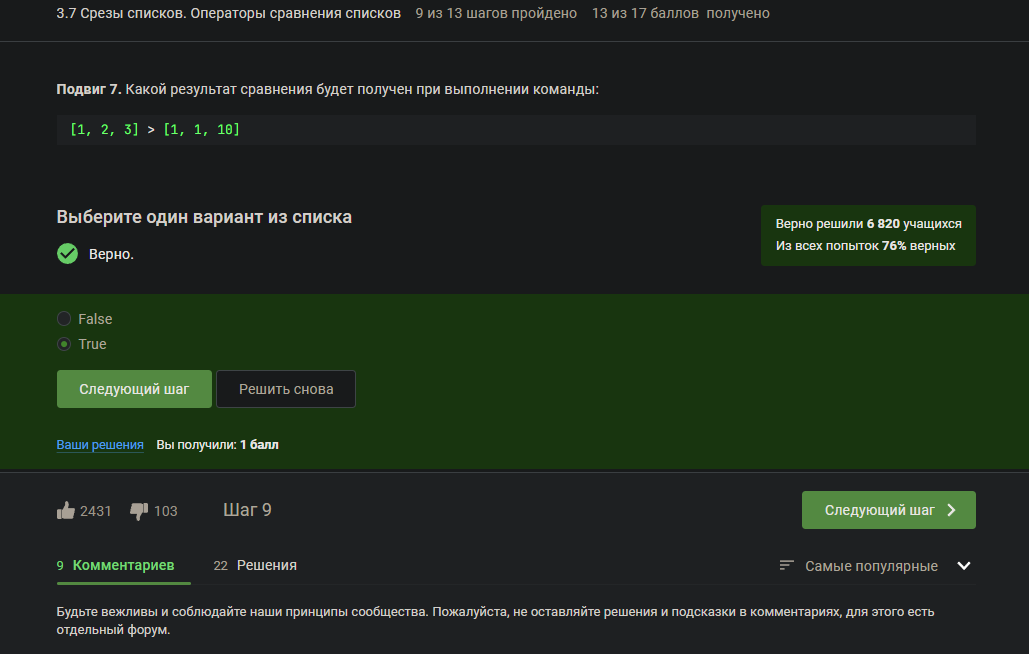 3.7 Срезы списков. Операторы сравнения списков 9 из 13 шагов пройдено 13 из 17 баллов получено
Подвиг 7. Какой результат сравнения будет получен при выполнении команды:
[1, 2, 3] > [1, 1, 10]
Выберите один вариант из списка
Верно.
Верно решили 6 820 учащихся
Из всех попыток 76% верных
False
True
Следующий шаг Решить снова
Ваши решения Вы получили: 1 балл
2431 103 Шаг 9 Следующий шаг
9 Комментариев 22 Решения Самые популярные
Будьте вежливы и соблюдайте наши принципы сообщества. Пожалуйста, не оставляйте решения и подсказки в комментариях, для этого есть
отдельный форум.